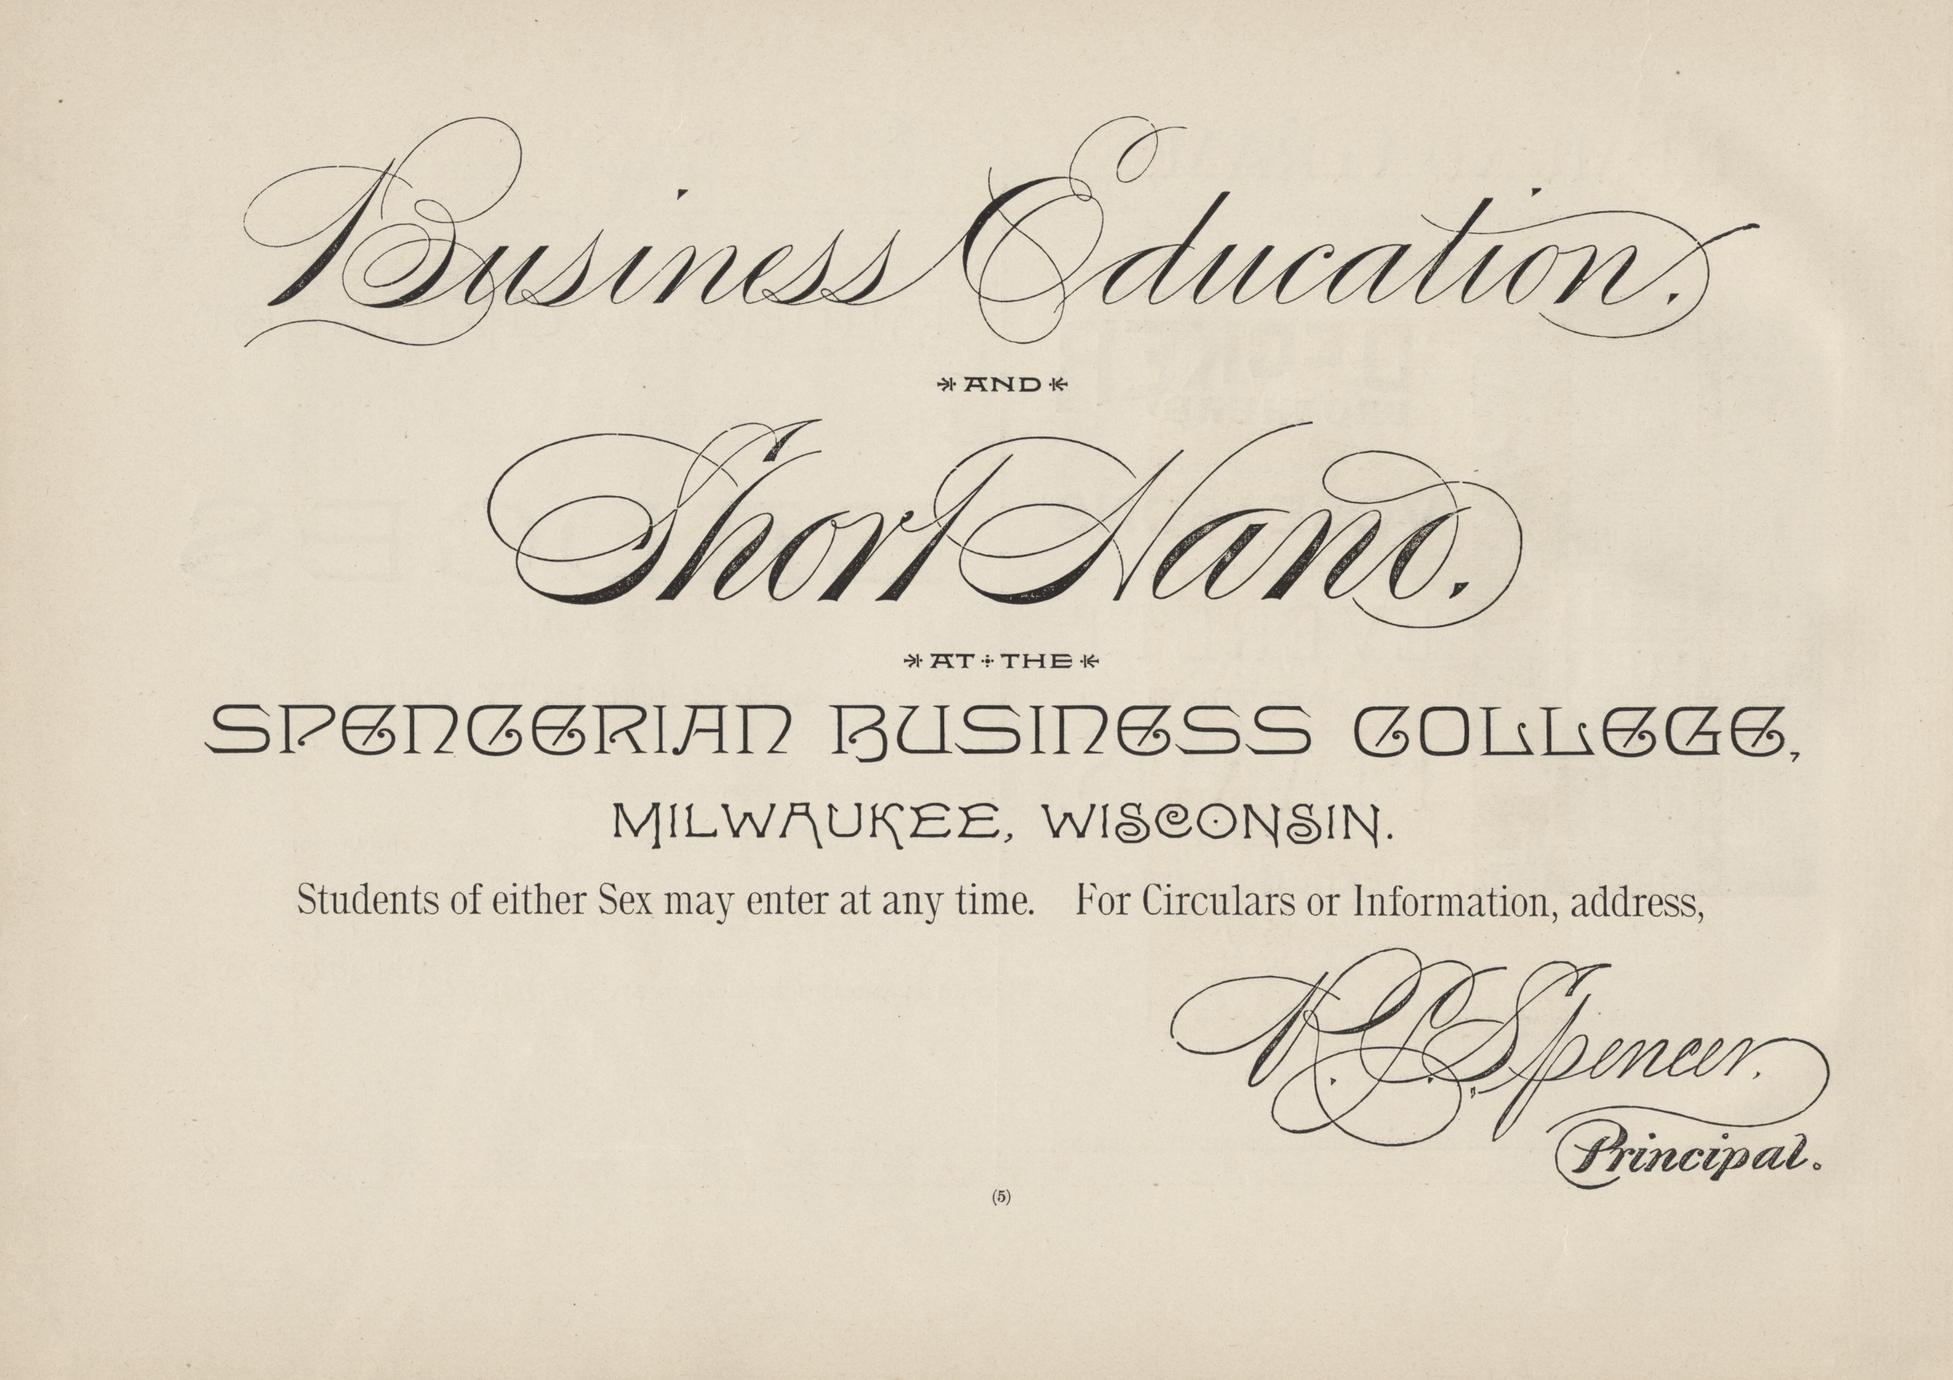 Business Education.
AND
Short Hand.
AT THE
SPENCERIAN BUSINESS COLLEGE,
MILWAUKEE, WISCONSIN.
Students of either Sex may enter at any time. For Circulars or Information, address,
R. C. Spencer.
Principal.
(5)